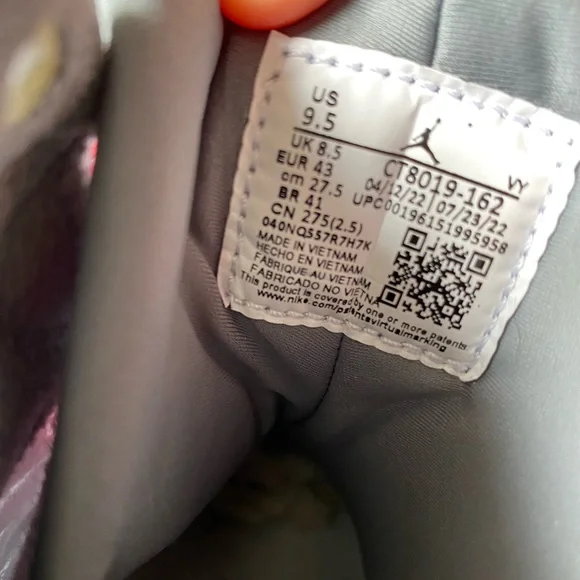 US
9.5
UK 8.5
EUR 43
cm 27.5
BR 41
CN 275(2.5)
040NQ557R7H7K
MADE IN VIETNAM
HECHO EN VIETNAM
FABRIQUE AU VIETNAM
FABRICADO NO VIETNA
This product is covered by one or more patents
www.nike.com/patentsvirtualmarking
VY
CT8019-162
04/12/22 | 07/23/22
UPC00196151995958